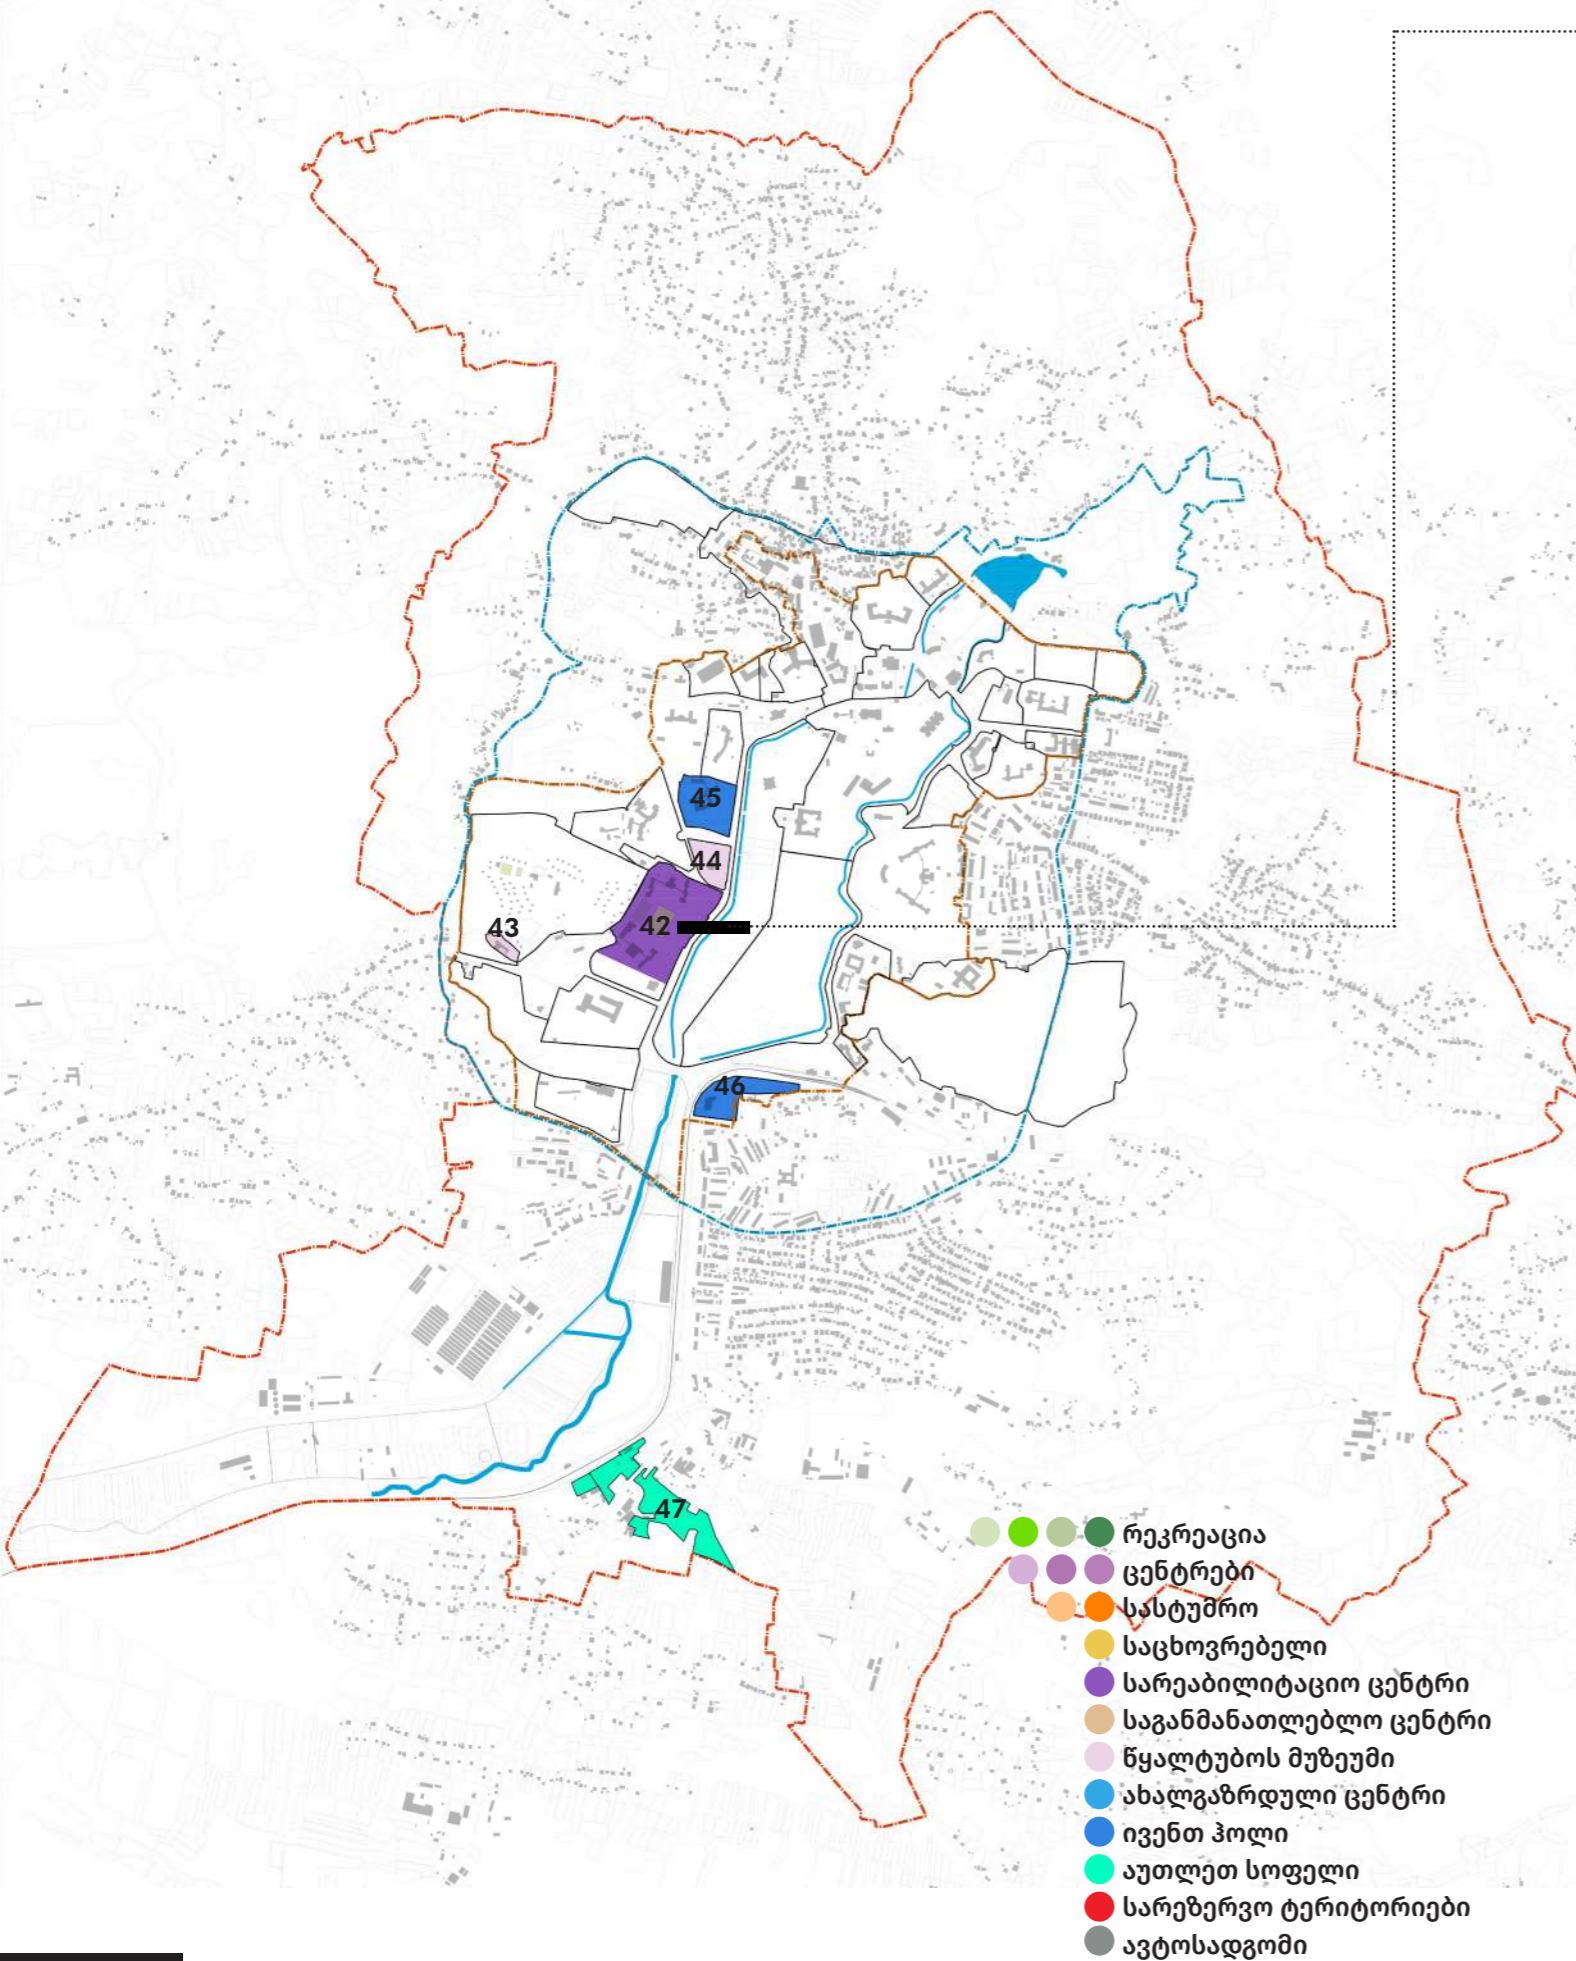 45
44
42
43
46
47
რეკრეაცია
ცენტრები
სასტუმრო
საცხოვრებელი
სარეაბილიტაციო ცენტრი
საგანმანათლებლო ცენტრი
წყალტუბოს მუზეუმი
ახალგაზრდული ცენტრი
ივენთ ჰოლი
აუთლეთ სოფელი
სარეზერვო ტერიტორიები
ავტოსადგომი